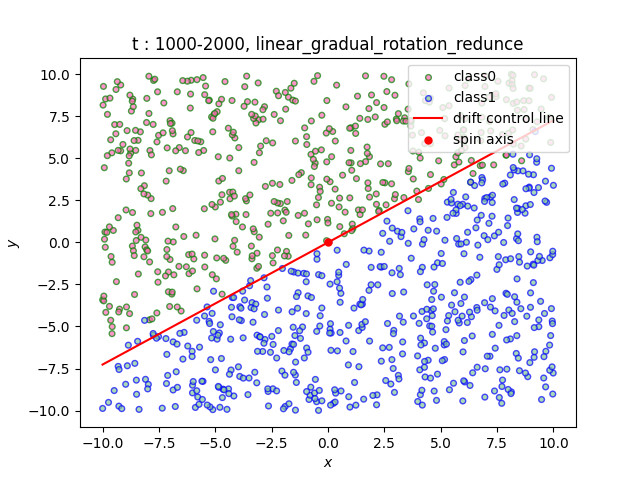 t : 1000-2000, linear_gradual_rotation_redunce
10.0
7.5
5.0
2.5
0.0
−2.5
−5.0
−7.5
−10.0
y
class0
class1
drift control line
spin axis
−10.0 −7.5 −5.0 −2.5 0.0 2.5 5.0 7.5 10.0
x